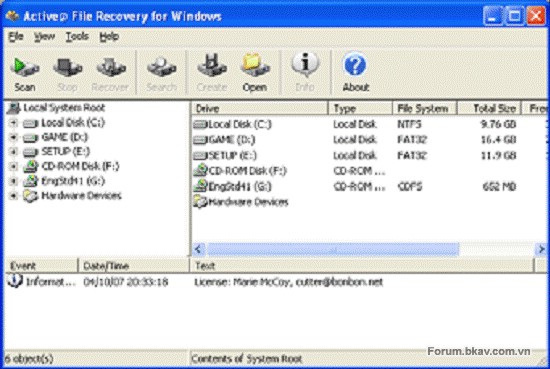 Active@ File Recovery for Windows
File View Tools Help
Scan Stop Recover Search Create Open Info About
Local System Root
Local Disk (C:)
GAME (D:)
SETUP (E:)
CD-ROM Disk (F:)
EngStd41 (G:)
Hardware Devices
Drive Type File System Total Size Free
Local Disk (C:) Local Disk NTFS 9.76 GB
GAME (D:) Local Disk FAT32 16.4 GB
SETUP (E:) Local Disk FAT32 11.9 GB
CD-ROM Disk (F:) CD-ROM ...
EngStd41 (G:) CD-ROM ... CDFS 652 MB
Hardware Devices
Event Date/Time Text
Informat... 04/10/07 20:33:18 License: Marie McCoy, cutter@bonbon.net
Forum.bkav.com.vn
6 object(s) Contents of System Root